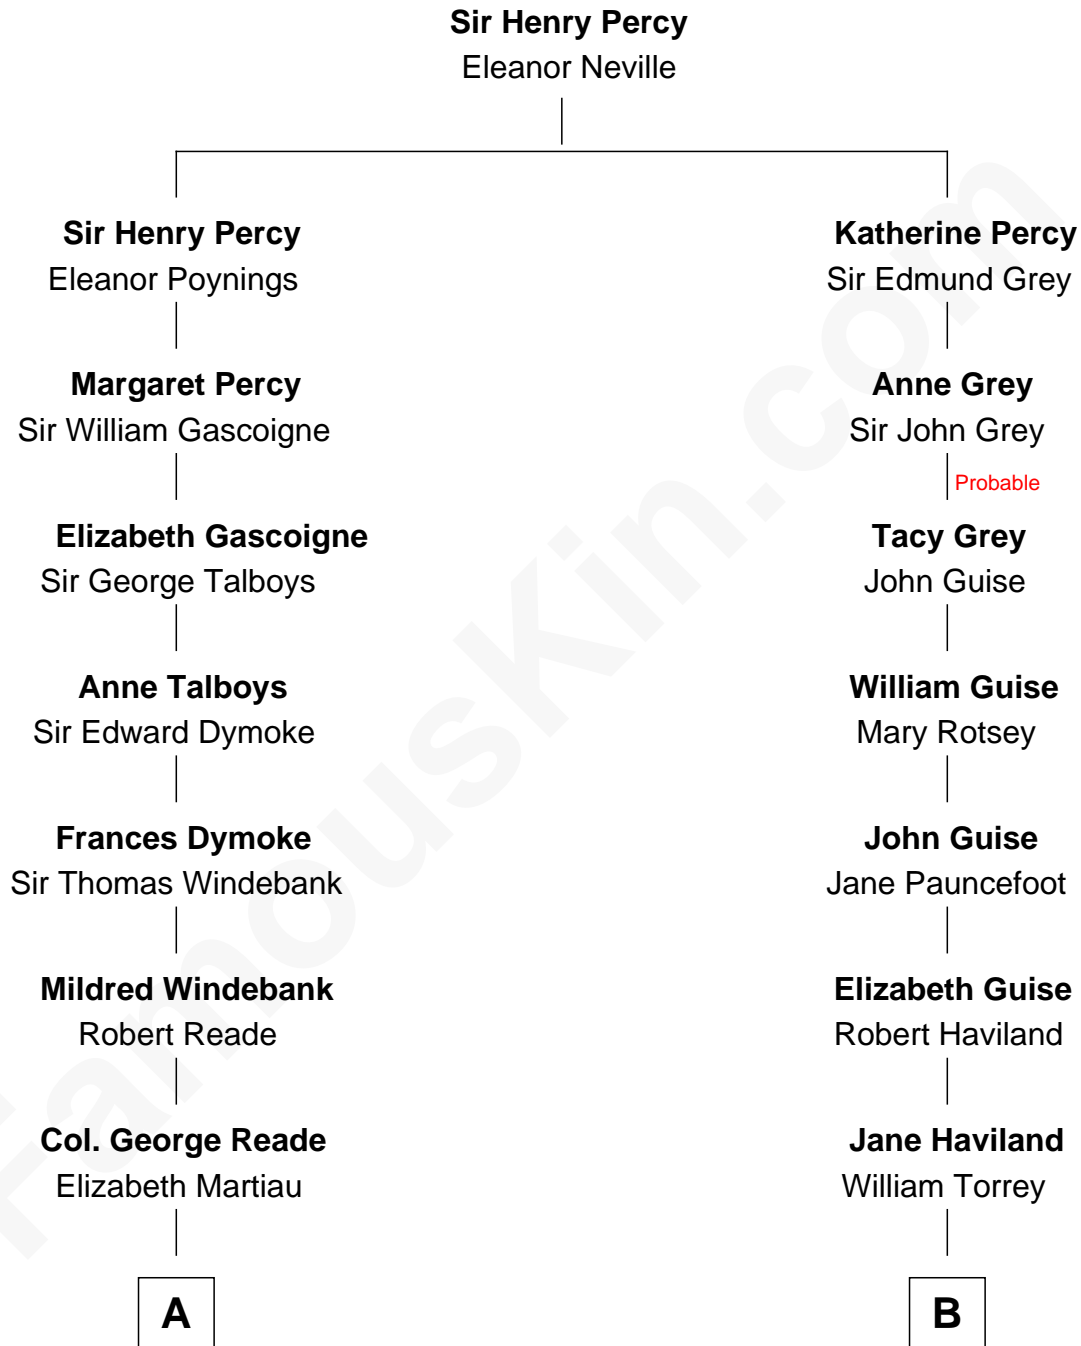 Sir Henry Percy
Eleanor Neville
Sir Henry Percy
Eleanor Poynings
Katherine Percy
Sir Edmund Grey
Margaret Percy
Sir William Gascoigne
Anne Grey
Sir John Grey
Probable
Elizabeth Gascoigne
Sir George Talboys
Tacy Grey
John Guise
Anne Talboys
Sir Edward Dymoke
William Guise
Mary Rotsey
Frances Dymoke
Sir Thomas Windebank
John Guise
Jane Pauncefoot
Mildred Windebank
Robert Reade
Elizabeth Guise
Robert Haviland
Col. George Reade
Elizabeth Martiau
Jane Haviland
William Torrey
A
B
FamousKin.com